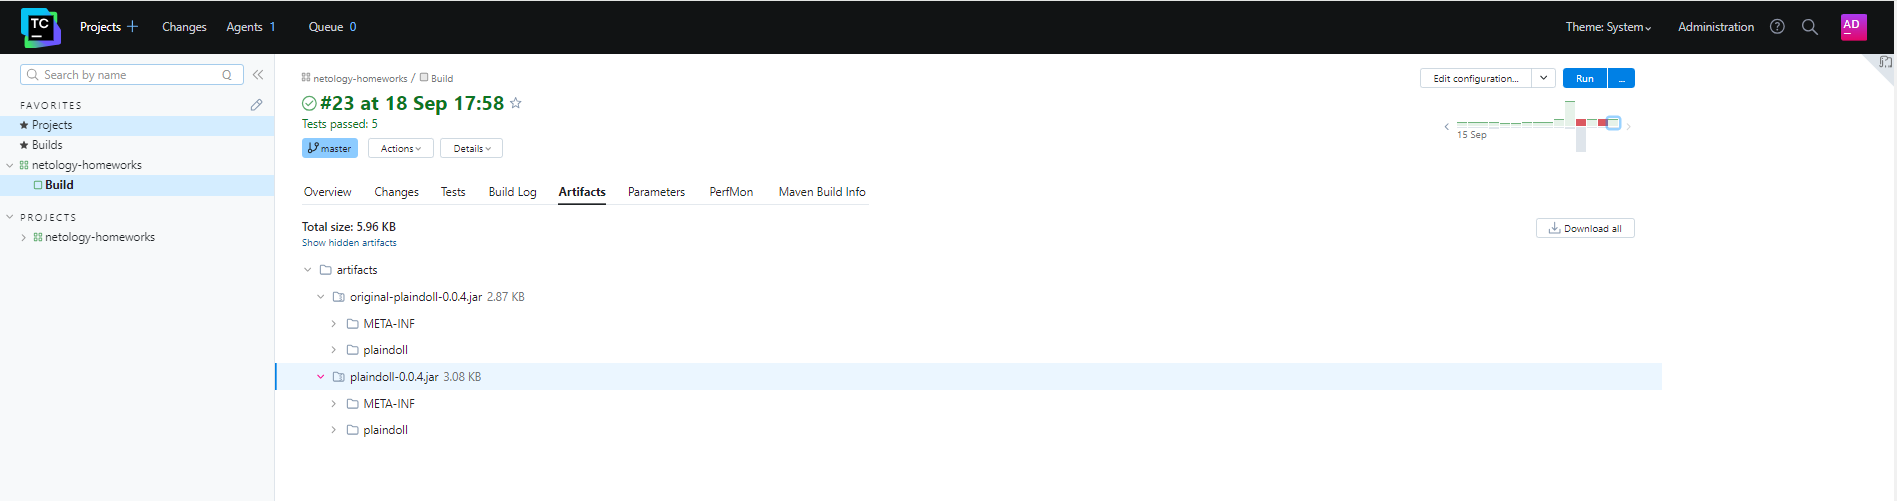 TC Projects Changes Agents 1 Queue 0 Theme: System Administration AD
Search by name Q
FAVORITES
Projects
Builds
netology-homeworks
Build
PROJECTS
netology-homeworks
netology-homeworks / Build
#23 at 18 Sep 17:58
Tests passed: 5
master Actions Details
Edit configuration... Run ...
15 Sep
Overview Changes Tests Build Log Artifacts Parameters PerfMon Maven Build Info
Total size: 5.96 KB
Show hidden artifacts
Download all
artifacts
original-plaindoll-0.0.4.jar 2.87 KB
META-INF
plaindoll
plaindoll-0.0.4.jar 3.08 KB
META-INF
plaindoll